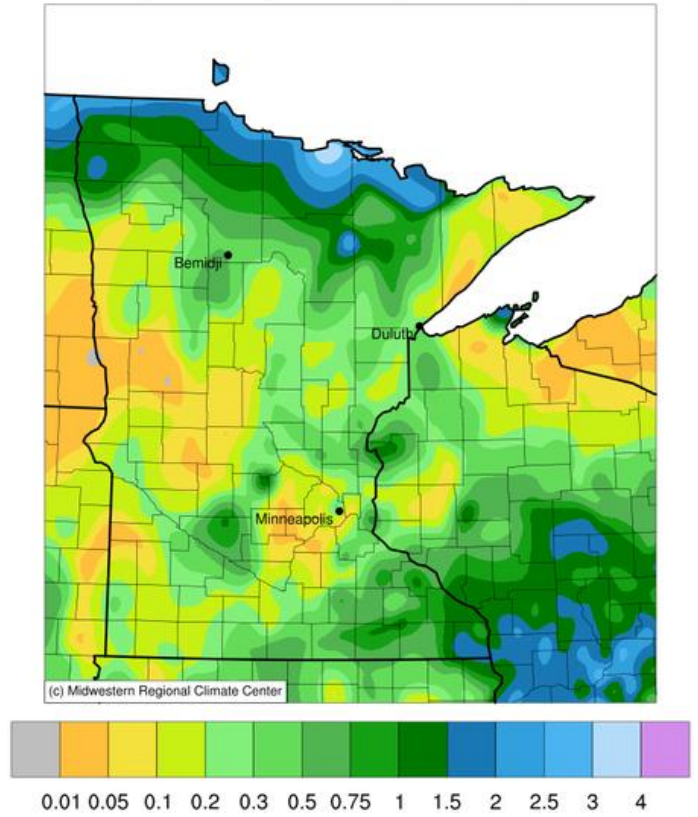 Bemidji
Duluth
Minneapolis
(c) Midwestern Regional Climate Center
0.01 0.05 0.1 0.2 0.3 0.5 0.75 1 1.5 2 2.5 3 4